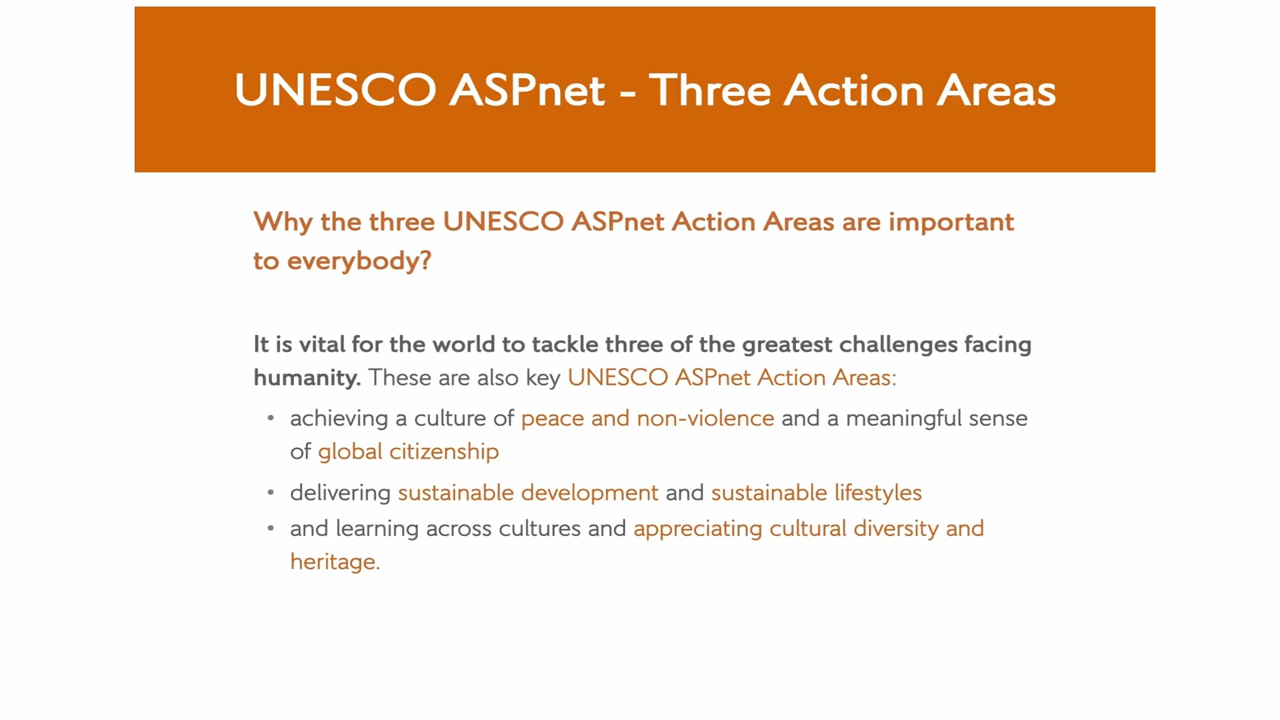 UNESCO ASPnet - Three Action Areas
Why the three UNESCO ASPnet Action Areas are important
to everybody?
It is vital for the world to tackle three of the greatest challenges facing
humanity. These are also key UNESCO ASPnet Action Areas:
• achieving a culture of peace and non-violence and a meaningful sense
of global citizenship
• delivering sustainable development and sustainable lifestyles
• and learning across cultures and appreciating cultural diversity and
heritage.